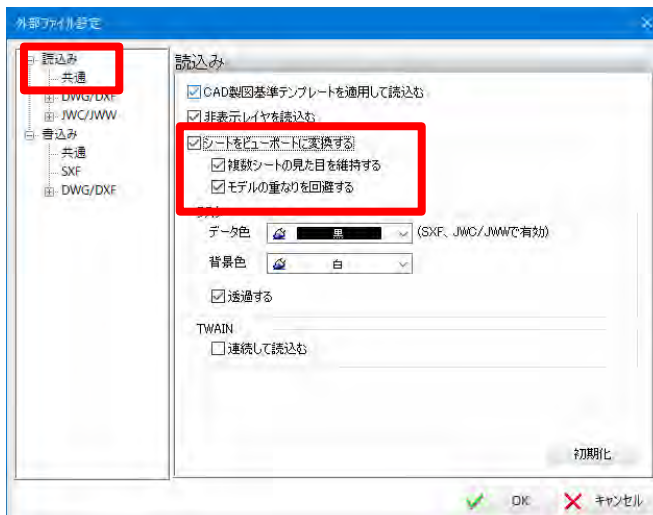 外部ファイル設定
読込み
共通
DWG/DXF
JWC/JWW
書込み
共通
SXF
DWG/DXF
読込み
CAD製図基準テンプレートを適用して読込む
非表示レイヤを読込む
シートをビューポートに変換する
複数シートの見た目を維持する
モデルの重なりを回避する
データ色 黒 (SXF、JWC/JWWで有効)
背景色 白
透過する
TWAIN
連続して読込む
初期化
OK キャンセル